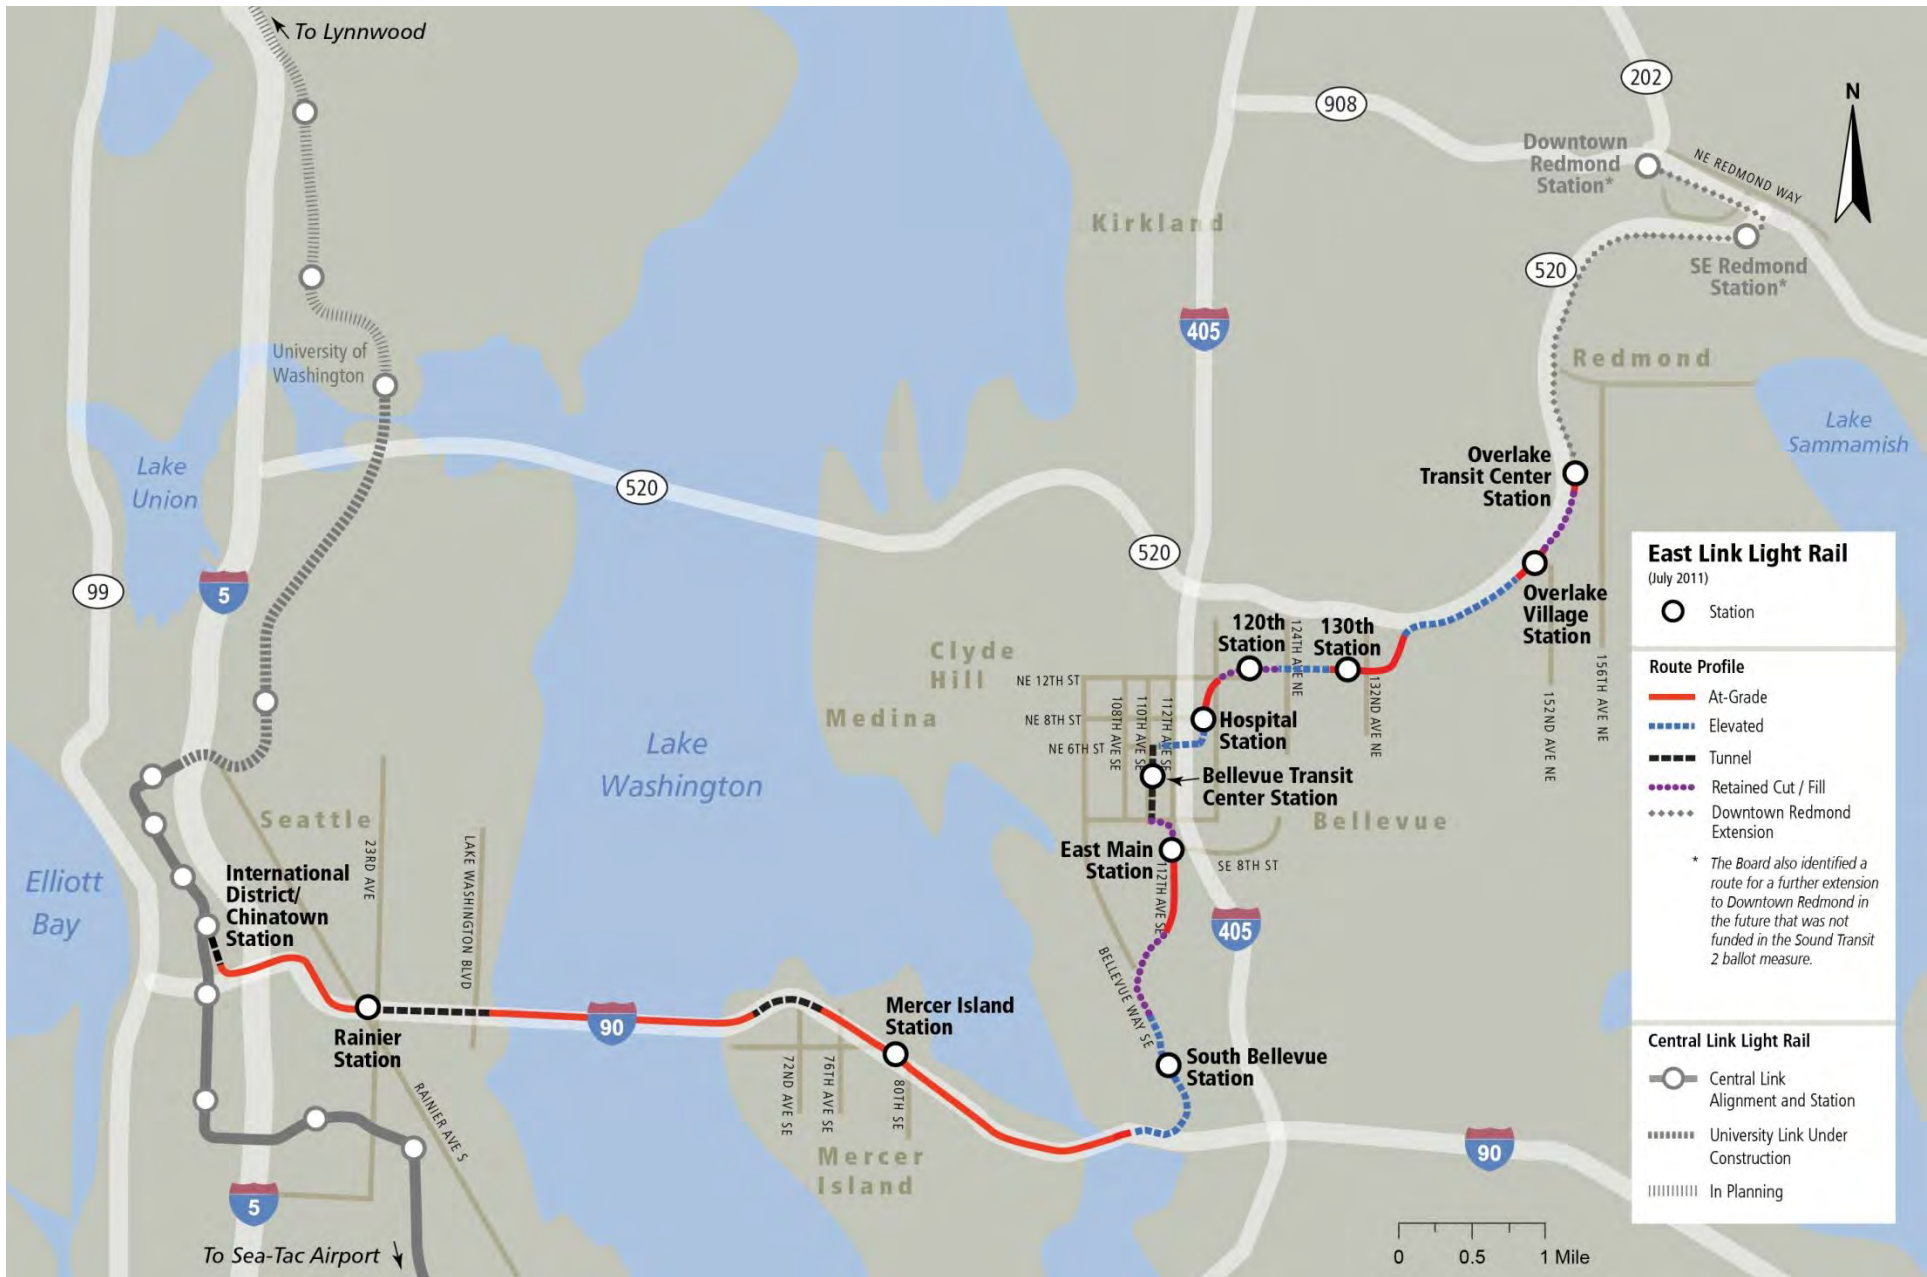 To Lynnwood
202
N
908
Downtown
Redmond
Station*
NE REDMOND WAY
Kirkland
520
SE Redmond
Station*
405
University of
Washington
Redmond
Lake
Sammamish
Lake
Union
520
Overlake
Transit Center
Station
520
99
5
Overlake
Village
Station
120th
Station
124TH AVE NE
130th
Station
132ND AVE NE
152ND AVE NE
156TH AVE NE
Clyde
Hill
NE 12TH ST
Medina
NE 8TH ST
NE 6TH ST
108TH AVE SE
110TH AVE SE
112TH AVE SE
Hospital
Station
Bellevue Transit
Center Station
Lake
Washington
Seattle
Bellevue
East Main
Station
112TH AVE SE
SE 8TH ST
23RD AVE
LAKE WASHINGTON BLVD
Elliott
Bay
International
District/
Chinatown
Station
405
BELLEVUE WAY SE
Rainier
Station
90
Mercer Island
Station
South Bellevue
Station
72ND AVE SE
76TH AVE SE
80TH SE
RAINIER AVE S
Mercer
Island
90
5
To Sea-Tac Airport
0 0.5 1 Mile
East Link Light Rail
(July 2011)
Station
Route Profile
At-Grade
Elevated
Tunnel
Retained Cut / Fill
Downtown Redmond
Extension
* The Board also identified a
route for a further extension
to Downtown Redmond in
the future that was not
funded in the Sound Transit
2 ballot measure.
Central Link Light Rail
Central Link
Alignment and Station
University Link Under
Construction
In Planning